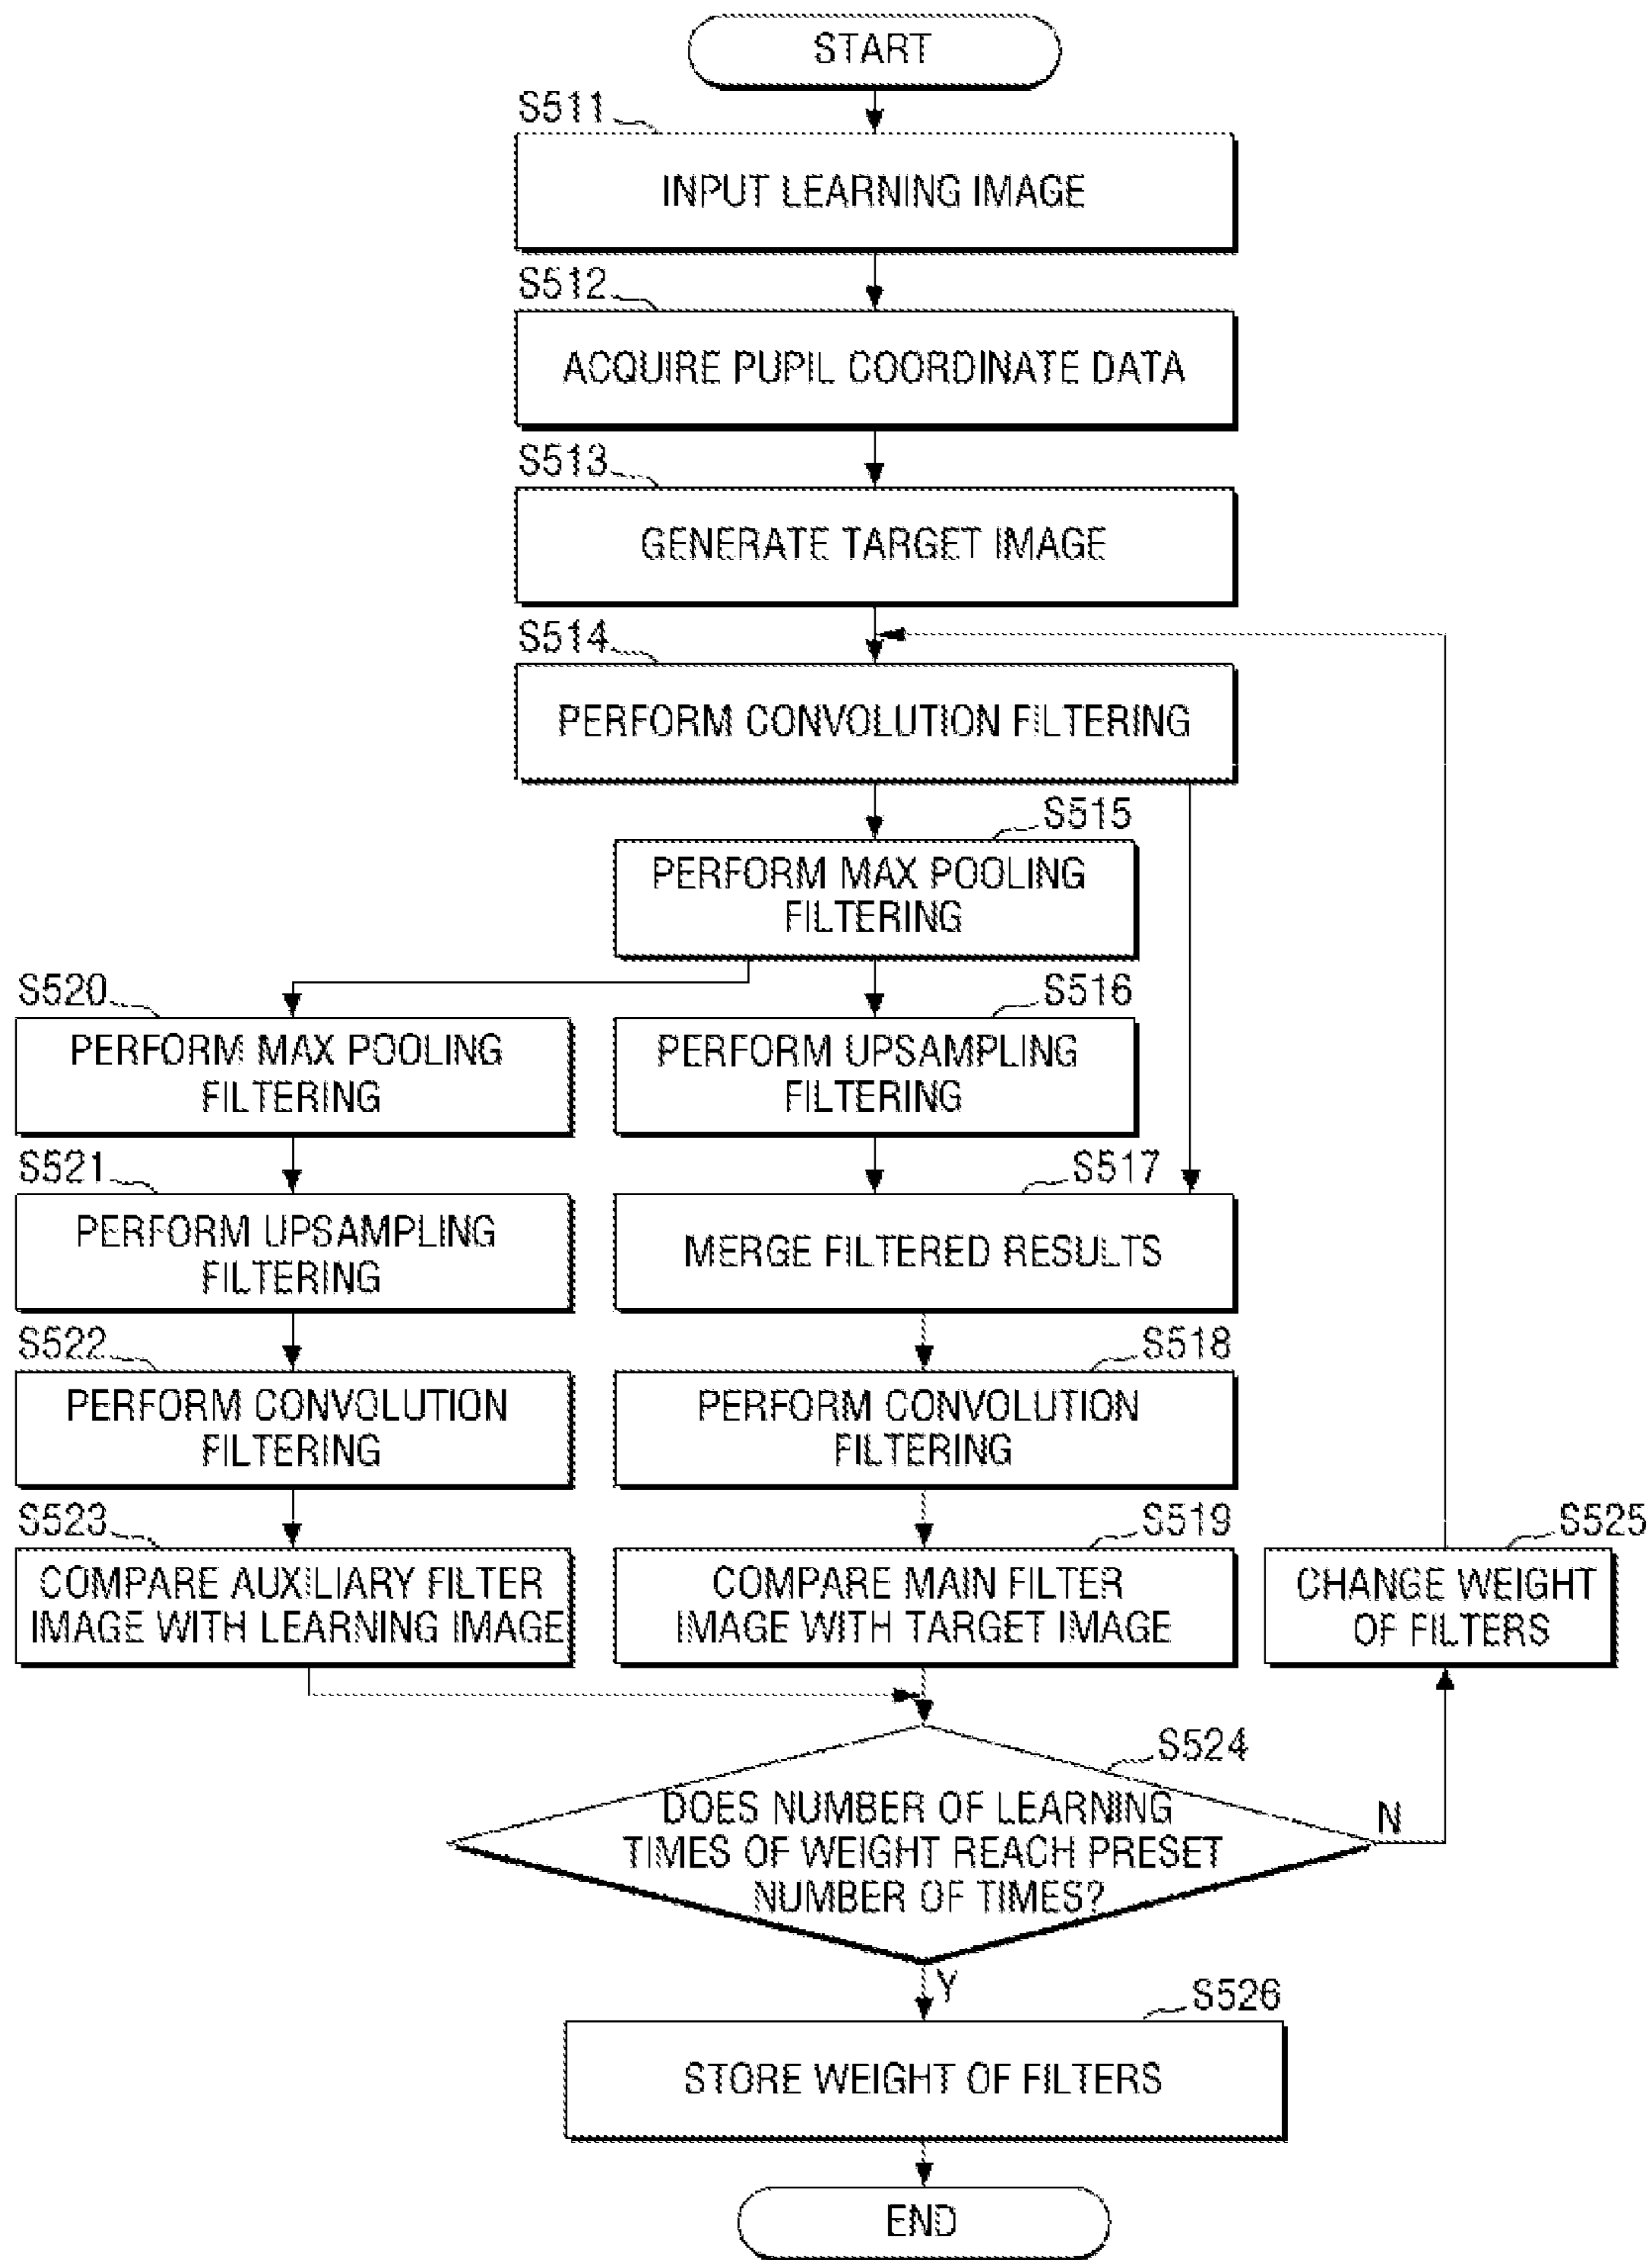 START
S511
INPUT LEARNING IMAGE
S512
ACQUIRE PUPIL COORDINATE DATA
S513
GENERATE TARGET IMAGE
S514
PERFORM CONVOLUTION FILTERING
S515
PERFORM MAX POOLING
FILTERING
S520
PERFORM MAX POOLING
FILTERING
S516
PERFORM UPSAMPLING
FILTERING
S521
PERFORM UPSAMPLING
FILTERING
S517
MERGE FILTERED RESULTS
S522
PERFORM CONVOLUTION
FILTERING
S518
PERFORM CONVOLUTION
FILTERING
S523
COMPARE AUXILIARY FILTER
IMAGE WITH LEARNING IMAGE
S519
COMPARE MAIN FILTER
IMAGE WITH TARGET IMAGE
S525
CHANGE WEIGHT
OF FILTERS
S524
DOES NUMBER OF LEARNING
TIMES OF WEIGHT REACH PRESET
NUMBER OF TIMES?
N
Y
S526
STORE WEIGHT OF FILTERS
END